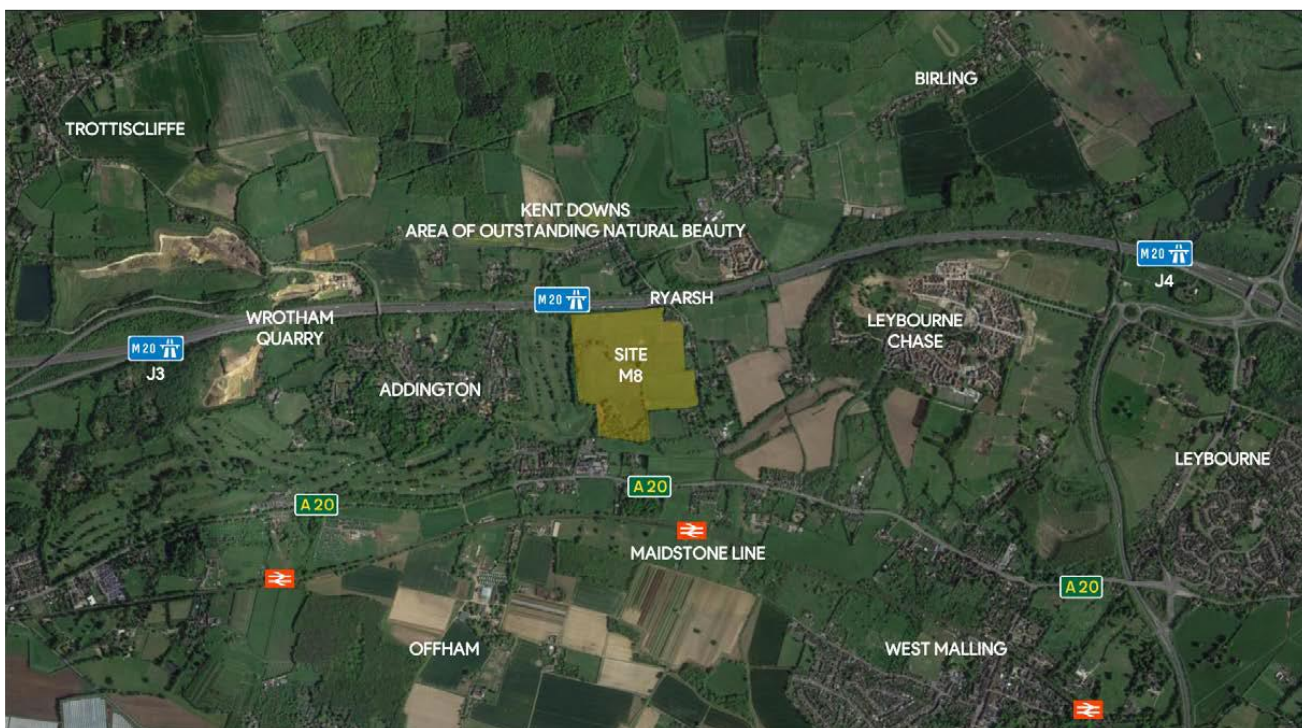 BIRLING
TROTTISCLIFFE
KENT DOWNS
AREA OF OUTSTANDING NATURAL BEAUTY
M20
J4
M20
RYARSH
WROTHAM
QUARRY
LEYBOURNE
CHASE
M20
J3
SITE
M8
ADDINGTON
LEYBOURNE
A20
A20
MAIDSTONE LINE
A20
OFFHAM
WEST MALLING